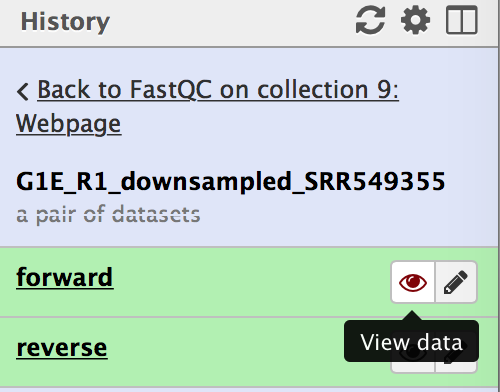 History
Back to FastQC on collection 9:
Webpage
G1E_R1_downsampled_SRR549355
a pair of datasets
forward
View data
reverse